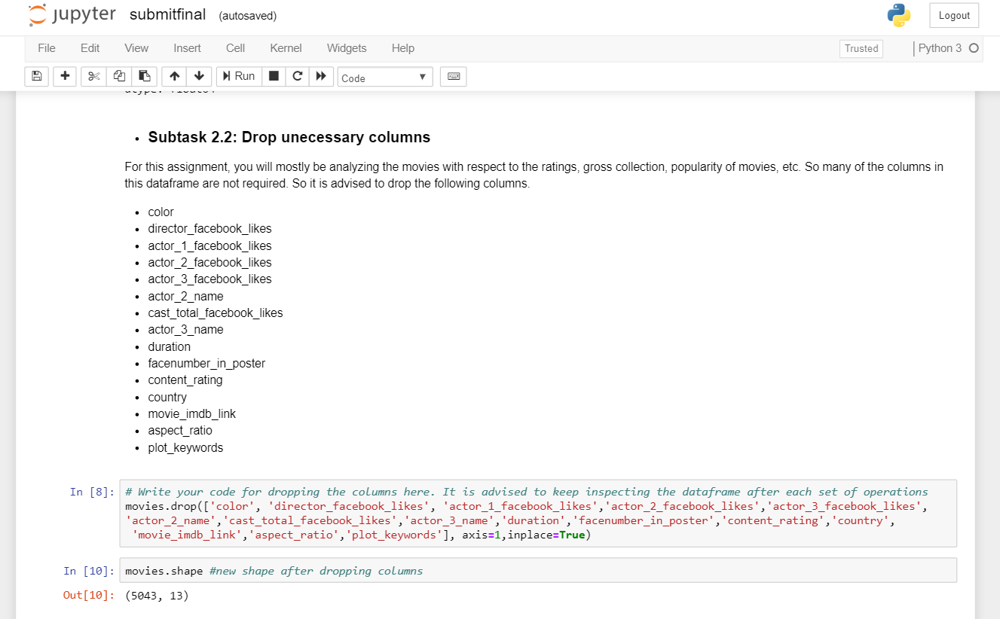 jupyter submitfinal (autosaved) Logout
File Edit View Insert Cell Kernel Widgets Help Trusted Python 3
Run Code
Subtask 2.2: Drop unecessary columns
For this assignment, you will mostly be analyzing the movies with respect to the ratings, gross collection, popularity of movies, etc. So many of the columns in
this dataframe are not required. So it is advised to drop the following columns.
color
director_facebook_likes
actor_1_facebook_likes
actor_2_facebook_likes
actor_3_facebook_likes
actor_2_name
cast_total_facebook_likes
actor_3_name
duration
facenumber_in_poster
content_rating
country
movie_imdb_link
aspect_ratio
plot_keywords
In [8]: # Write your code for dropping the columns here. It is advised to keep inspecting the dataframe after each set of operations
movies.drop(['color', 'director_facebook_likes', 'actor_1_facebook_likes','actor_2_facebook_likes','actor_3_facebook_likes',
'actor_2_name','cast_total_facebook_likes','actor_3_name','duration','facenumber_in_poster','content_rating','country',
'movie_imdb_link','aspect_ratio','plot_keywords'], axis=1,inplace=True)
In [10]: movies.shape #new shape after dropping columns
Out[10]: (5043, 13)